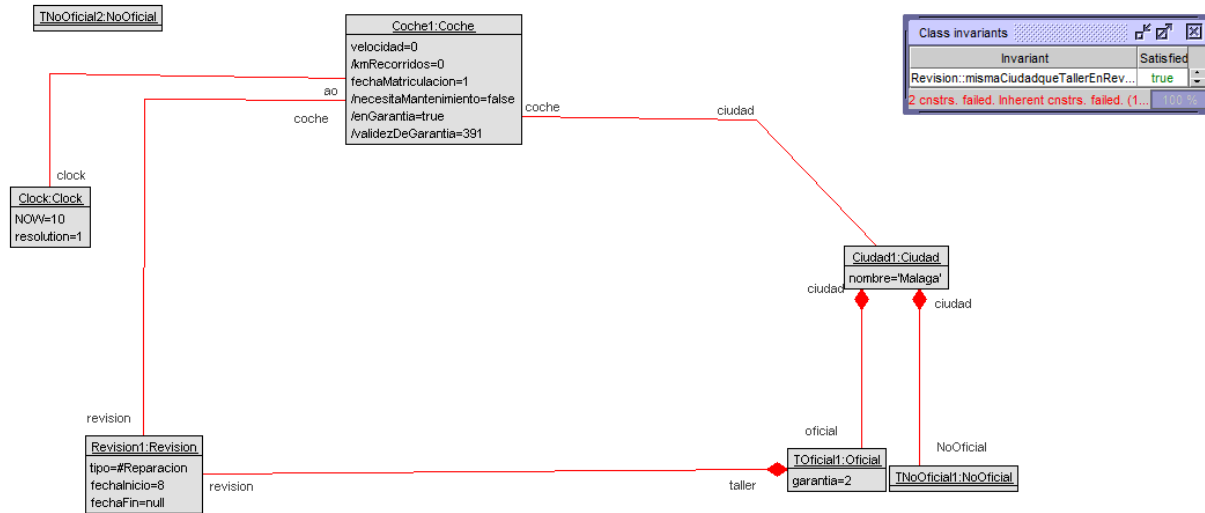 TNoOficial2:NoOficial
Coche1:Coche
velocidad=0
/kmRecorridos=0
fechaMatriculacion=1
/necesitaMantenimiento=false
/enGarantia=true
/validezDeGarantia=391
Class invariants
Invariant Satisfied
Revision::mismaCiudadqueTallerEnRev... true
2 cnstrs. failed. Inherent cnstrs. failed. (1... 100 %
ao
coche
coche
ciudad
clock
Clock:Clock
NOW=10
resolution=1
Ciudad1:Ciudad
nombre='Malaga'
ciudad
ciudad
revision
oficial
NoOficial
Revision1:Revision
tipo=#Reparacion
fechaInicio=8
fechaFin=null
revision
taller
TOficial1:Oficial
garantia=2
TNoOficial1:NoOficial